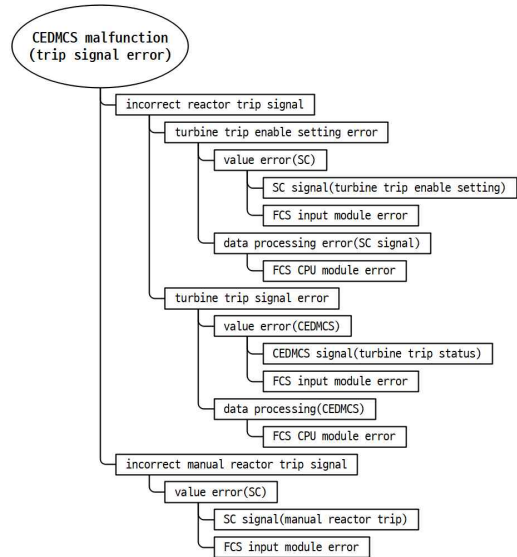 CEDMCS malfunction
(trip signal error)
incorrect reactor trip signal
turbine trip enable setting error
value error(SC)
SC signal(turbine trip enable setting)
FCS input module error
data processing error(SC signal)
FCS CPU module error
turbine trip signal error
value error(CEDMCS)
CEDMCS signal(turbine trip status)
FCS input module error
data processing(CEDMCS)
FCS CPU module error
incorrect manual reactor trip signal
value error(SC)
SC signal(manual reactor trip)
FCS input module error